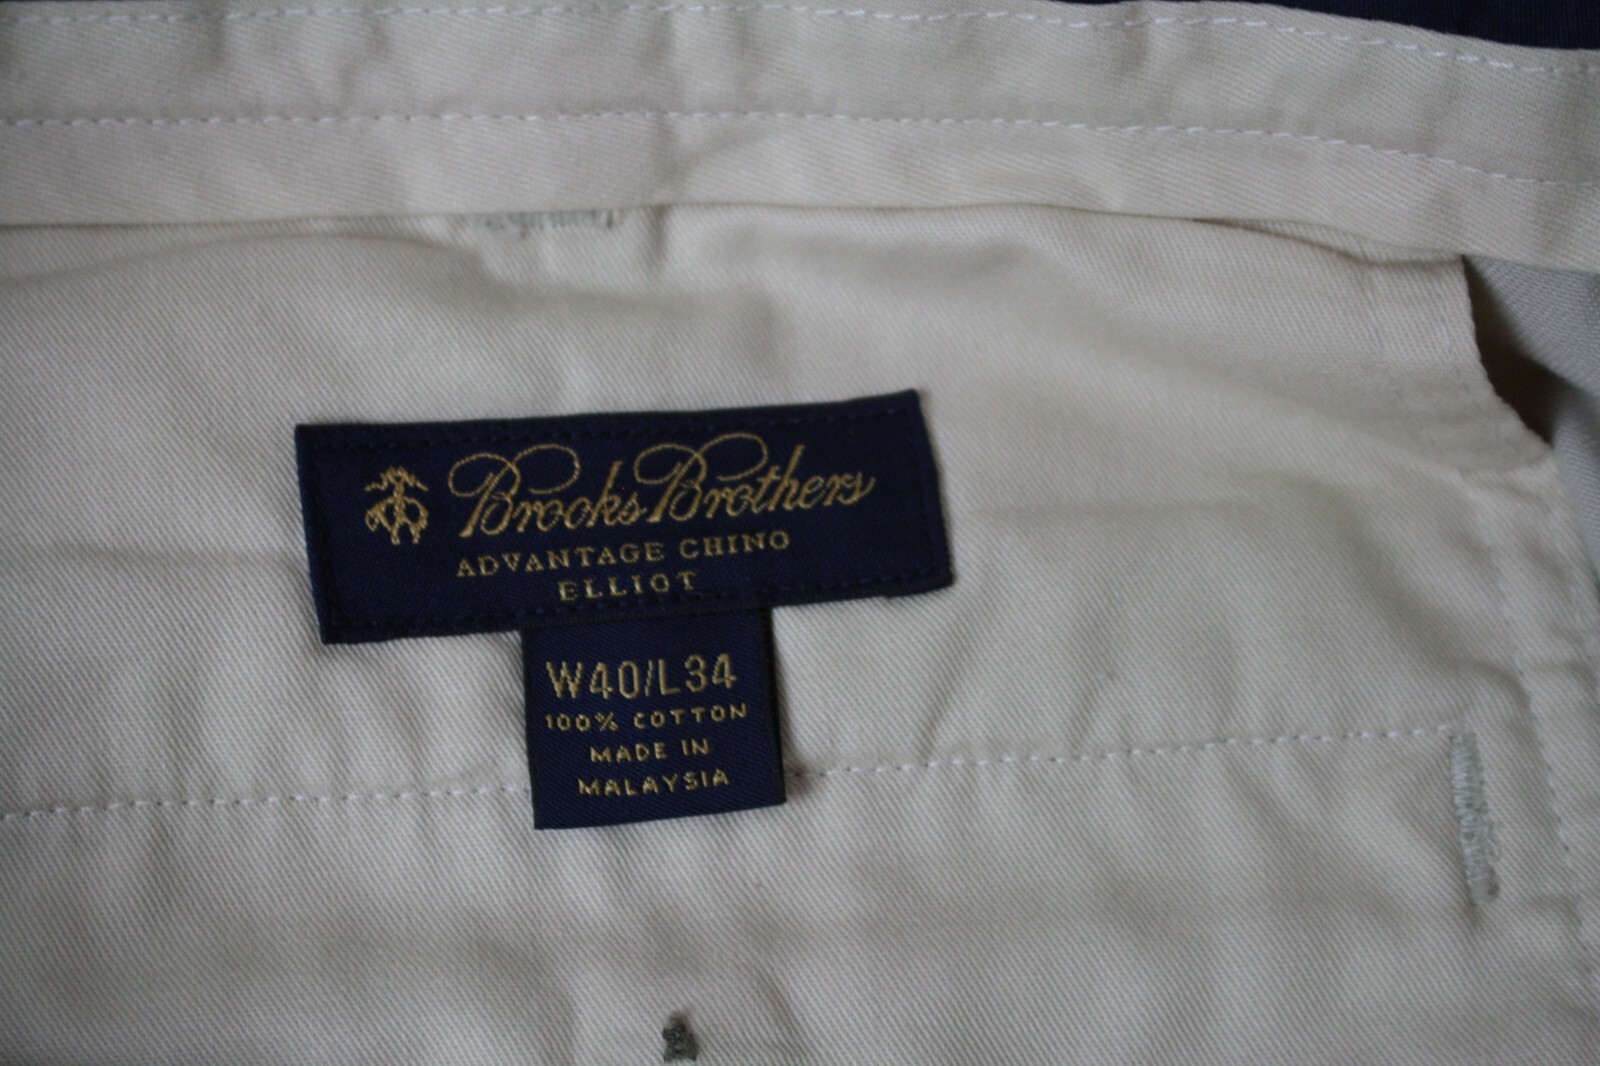 Brooks Brothers
ADVANTAGE CHINO
ELLIOT
W40/L34
100% COTTON
MADE IN
MALAYSIA